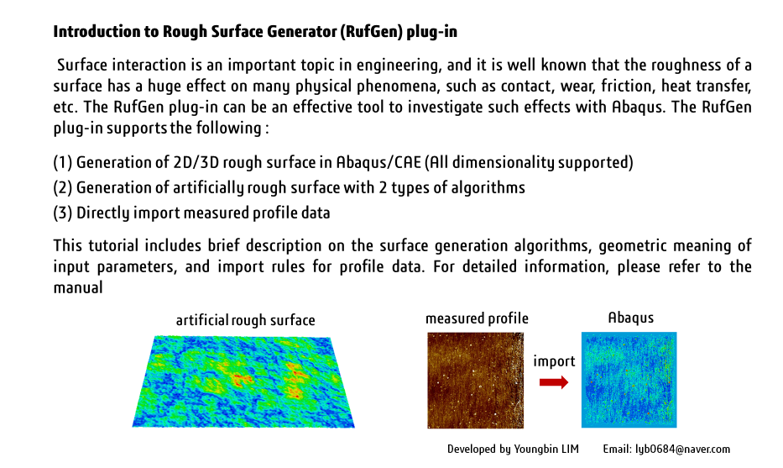 Introduction to Rough Surface Generator (RufGen) plug-in
Surface interaction is an important topic in engineering, and it is well known that the roughness of a
surface has a huge effect on many physical phenomena, such as contact, wear, friction, heat transfer,
etc. The RufGen plug-in can be an effective tool to investigate such effects with Abaqus. The RufGen
plug-in supports the following :
(1) Generation of 2D/3D rough surface in Abaqus/CAE (All dimensionality supported)
(2) Generation of artificially rough surface with 2 types of algorithms
(3) Directly import measured profile data
This tutorial includes brief description on the surface generation algorithms, geometric meaning of
input parameters, and import rules for profile data. For detailed information, please refer to the
manual
artificial rough surface
measured profile
Abaqus
import
Developed by Youngbin LIM Email: lyb0684@naver.com